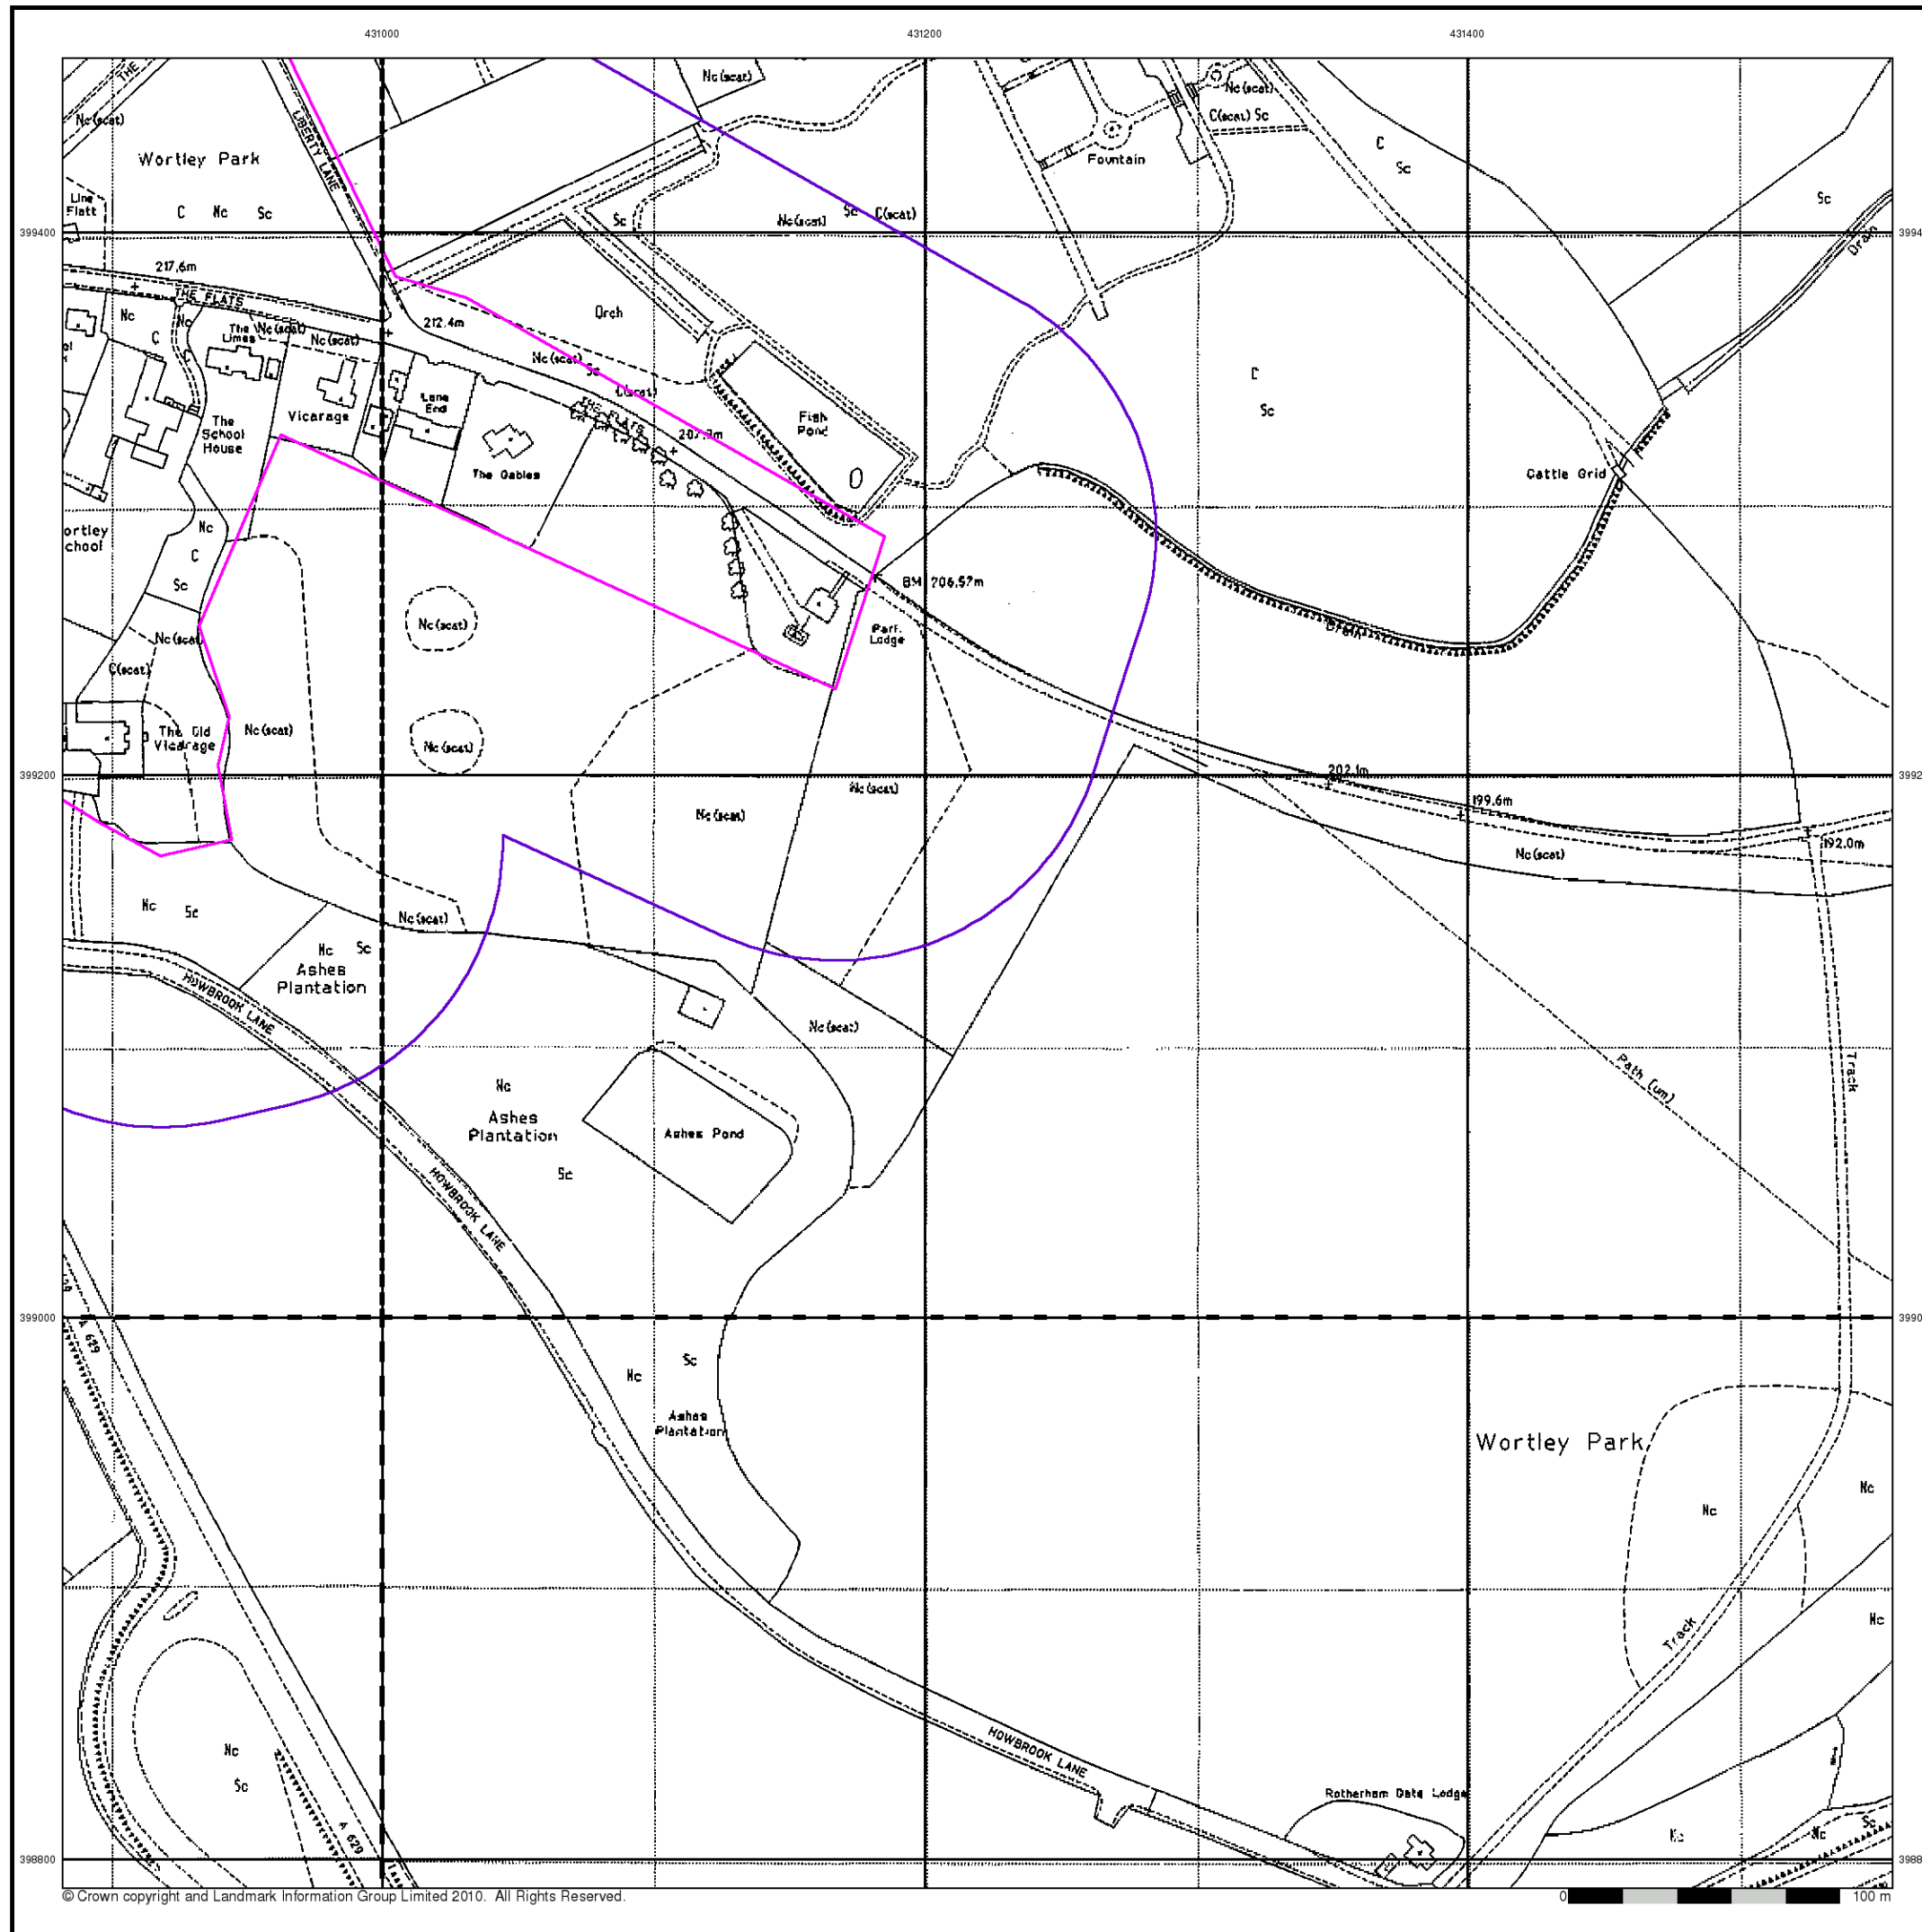 431000
431200
431400
THE
Nc (scat)
Nc (scat)
Nc (scat)
C(scat) Sc
LIBERTY LANE
Wortley Park
Fountain
C
Sc
Line
Flatt
C Nc Sc
Sc
Nc (scat) Sc C(scat)
Sc
399400
Drain
217.6m
THE FLATS
Orch
212.4m
Nc
Nc
C
C
The
Limes
Nc (scat)
Nc (scat)
Nc (scat)
Sc
C(scat)
C
Sc
Vicarage
Lane
End
THE FLATS
Fish
Pond
The
School
House
The Gables
Cattle Grid
Nc
C
Sc
BM 206.57m
Nc (scat)
Drain
Nc (scat)
Lodge
C(scat)
The Old
Vicarage
Nc (scat)
Nc (scat)
399200
202.1m
Nc (scat)
Nc (scat)
199.6m
192.0m
Nc (scat)
Nc Sc
Nc (scat)
Nc Sc
Ashes
Plantation
HOWBROOK LANE
Nc (scat)
Nc
Ashes
Plantation
Ashes Pond
Path (um)
Track
Sc
HOWBROOK LANE
399000
A 629
Sc
Nc
Ashes
Plantation
Wortley Park
Nc
Nc
Nc
Track
Nc
Sc
HOWBROOK LANE
Rotherham Gate Lodge
A 629
Nc
Nc
Sc
398800
© Crown copyright and Landmark Information Group Limited 2010. All Rights Reserved.
0 100 m